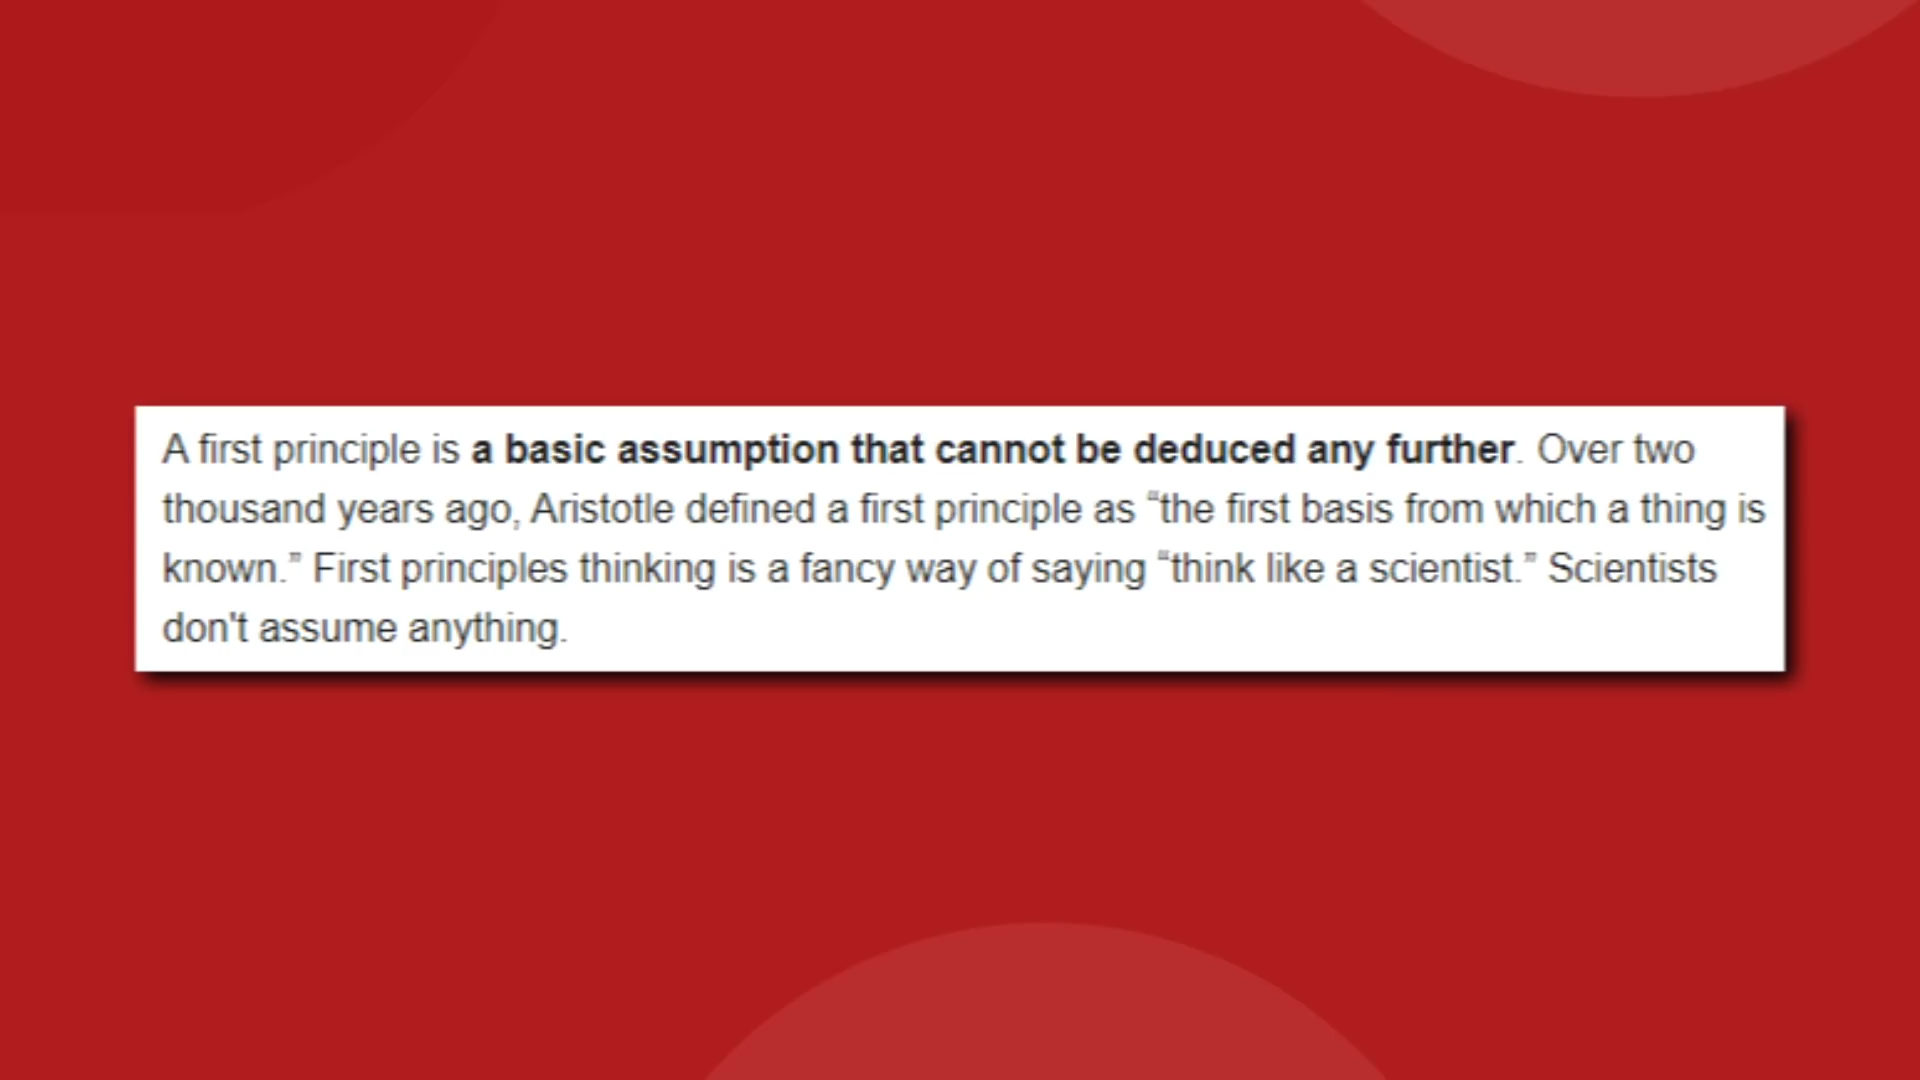 A first principle is a basic assumption that cannot be deduced any further. Over two
thousand years ago, Aristotle defined a first principle as “the first basis from which a thing is
known.” First principles thinking is a fancy way of saying “think like a scientist.” Scientists
don't assume anything.